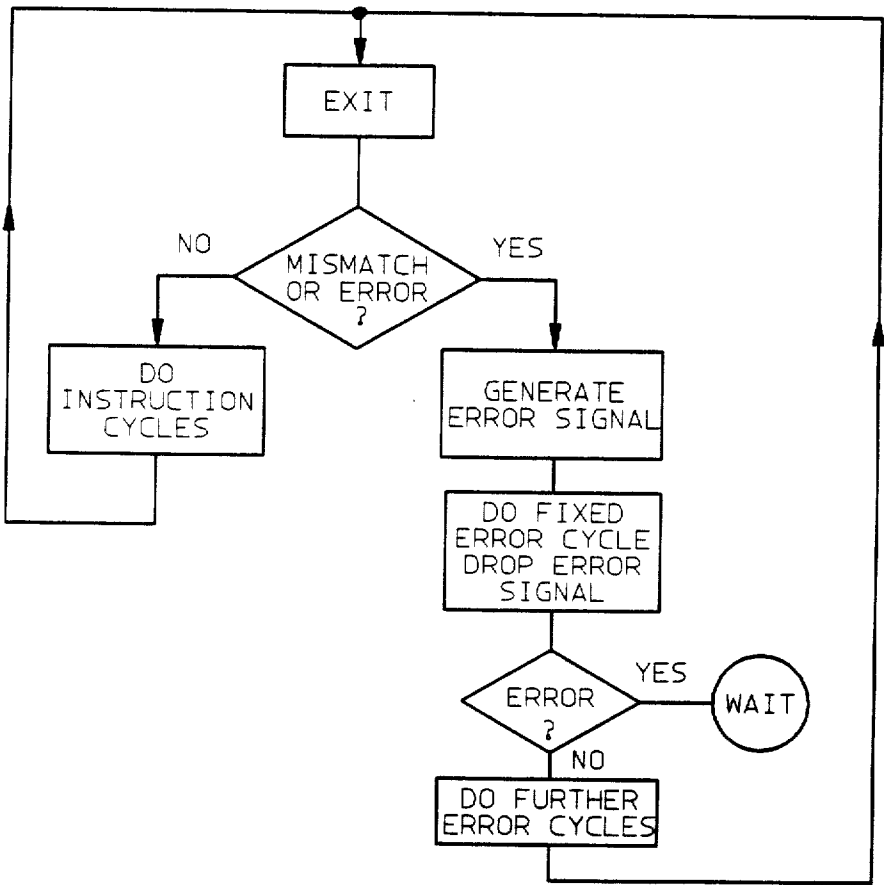 EXIT
NO
YES
MISMATCH
OR ERROR
?
DO
INSTRUCTION
CYCLES
GENERATE
ERROR SIGNAL
DO FIXED
ERROR CYCLE
DROP ERROR
SIGNAL
ERROR
?
YES
WAIT
NO
DO FURTHER
ERROR CYCLES